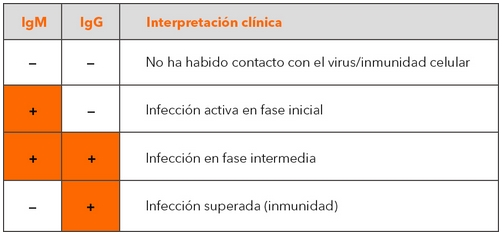 IgM IgG Interpretación clínica
– – No ha habido contacto con el virus/inmunidad celular
+ – Infección activa en fase inicial
+ + Infección en fase intermedia
– + Infección superada (inmunidad)